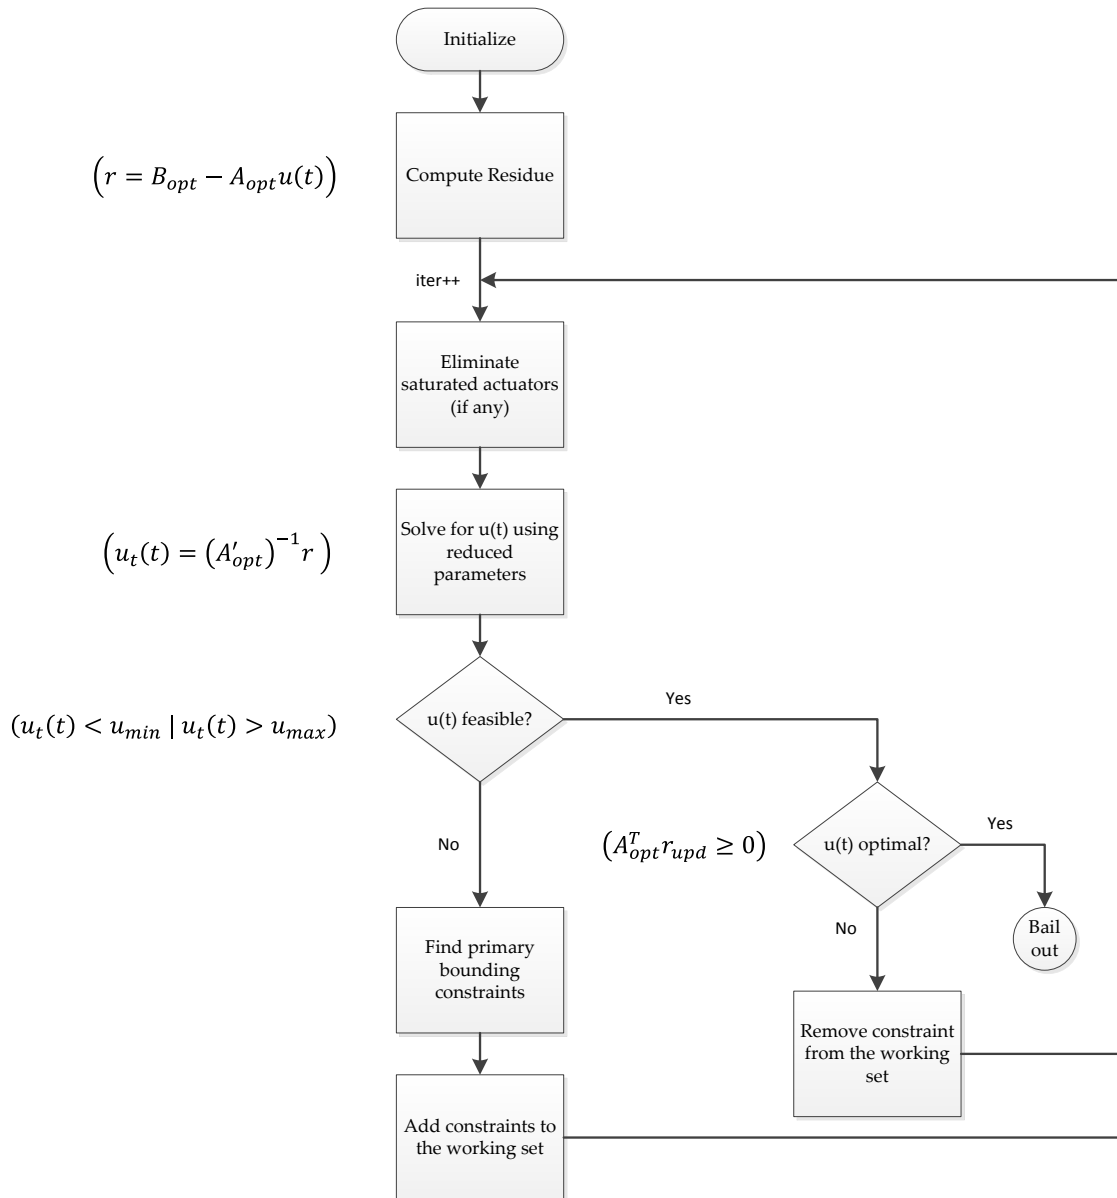 Initialize
(r = B_opt − A_opt u(t))
Compute Residue
iter++
Eliminate
saturated actuators
(if any)
(u_t(t) = (A′_opt)^−1 r )
Solve for u(t) using
reduced
parameters
(u_t(t) < u_min | u_t(t) > u_max)
u(t) feasible?
Yes
No
(A^T_opt r_upd ≥ 0)
u(t) optimal?
Yes
No
Bail
out
Find primary
bounding
constraints
Remove constraint
from the working
set
Add constraints to
the working set